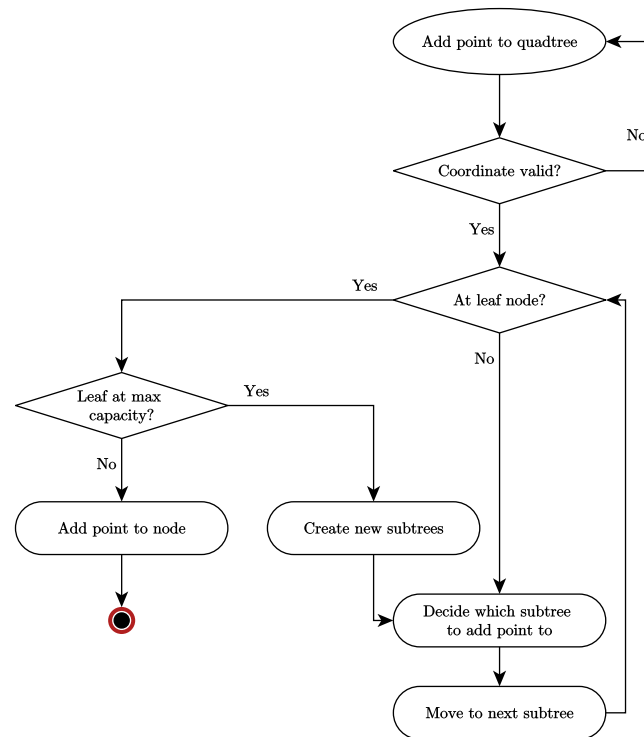 Add point to quadtree
No
Coordinate valid?
Yes
Yes
At leaf node?
No
Leaf at max
capacity?
Yes
No
Add point to node
Create new subtrees
Decide which subtree
to add point to
Move to next subtree